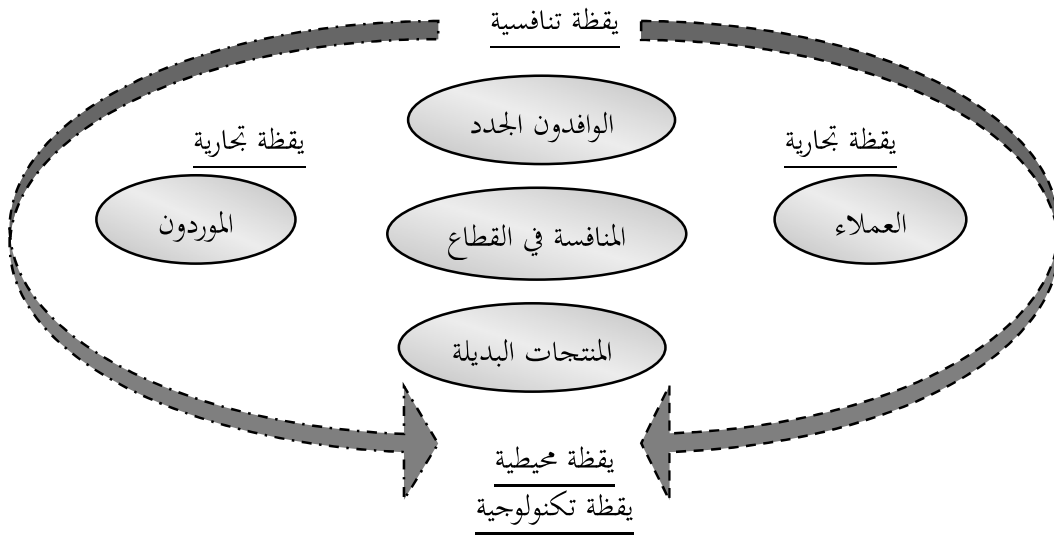 يقظة تنافسية
الوافدون الجدد
يقظة تجارية
يقظة تجارية
العملاء
المنافسة في القطاع
الموردون
المنتجات البديلة
يقظة محيطية
يقظة تكنولوجية